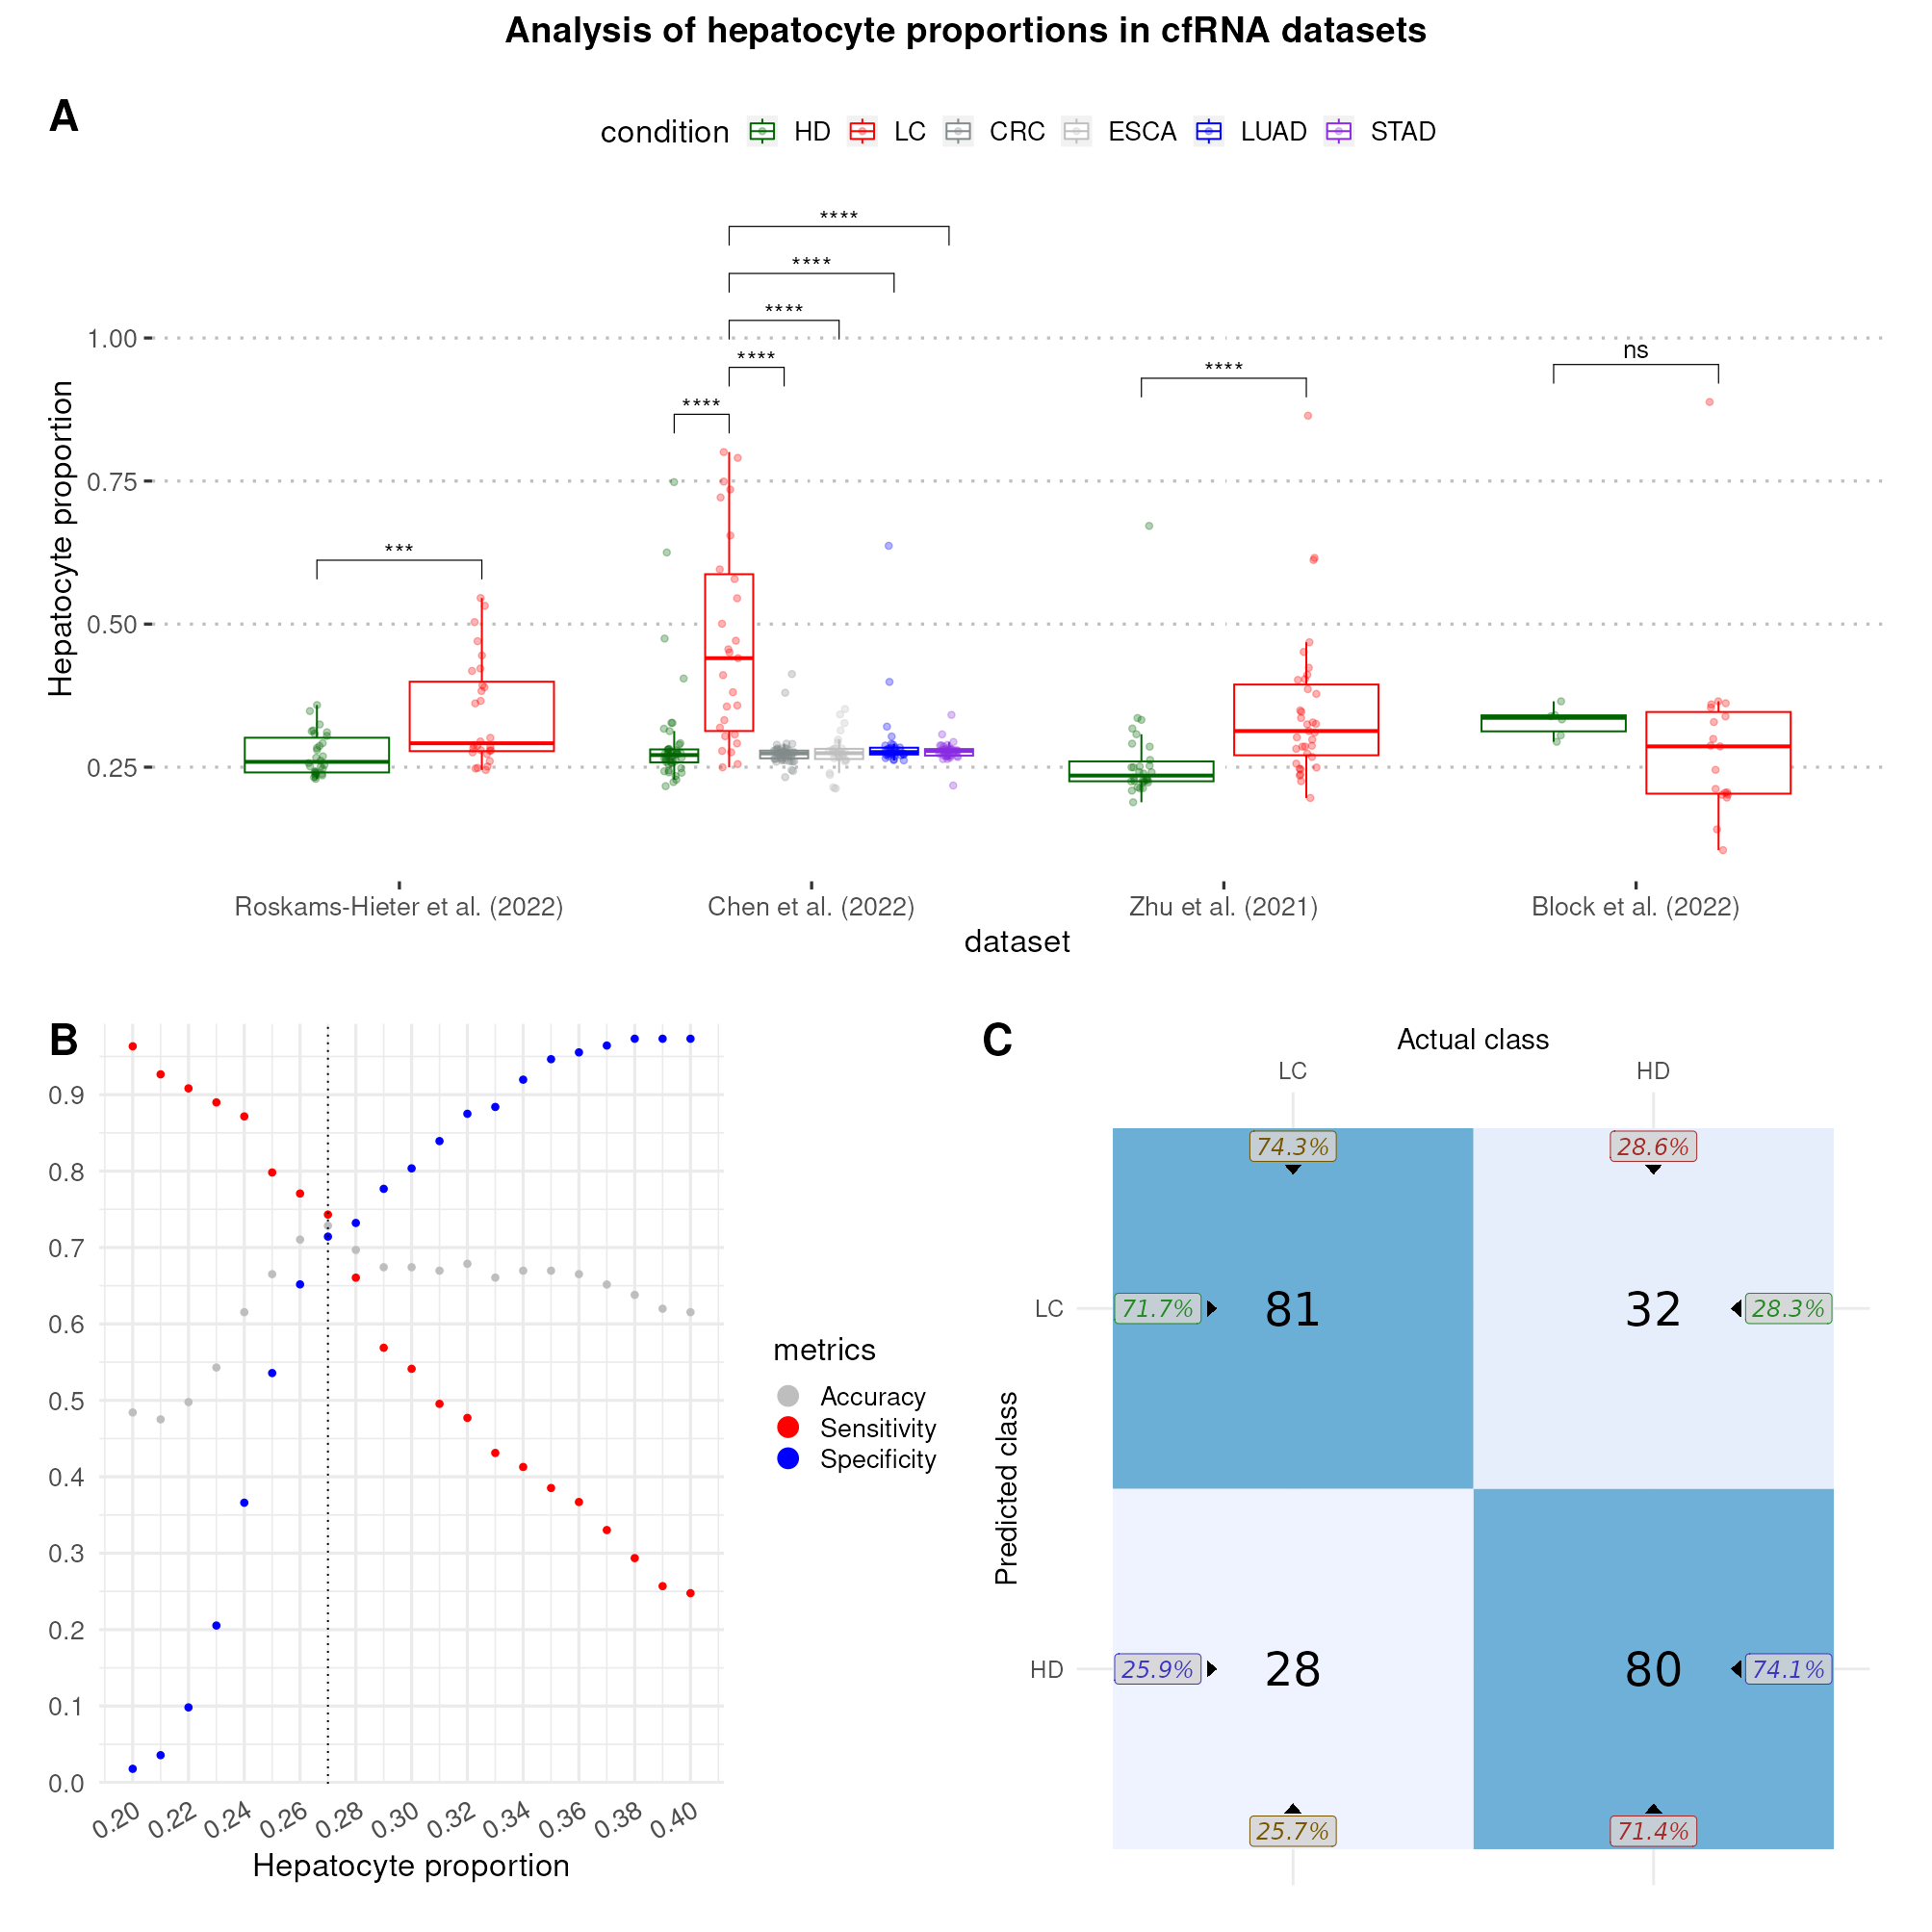 Analysis of hepatocyte proportions in cfRNA datasets
A
condition HD LC CRC ESCA LUAD STAD
****
****
****
****
****
***
****
ns
Hepatocyte proportion
1.00
0.75
0.50
0.25
Roskams-Hieter et al. (2022) Chen et al. (2022) Zhu et al. (2021) Block et al. (2022)
dataset
B
0.9
0.8
0.7
0.6
0.5
0.4
0.3
0.2
0.1
0.0
0.20 0.22 0.24 0.26 0.28 0.30 0.32 0.34 0.36 0.38 0.40
Hepatocyte proportion
metrics
Accuracy
Sensitivity
Specificity
C
Actual class
LC HD
Predicted class
74.3% 28.6%
LC 71.7% 81 32 28.3%
HD 25.9% 28 80 74.1%
25.7% 71.4%